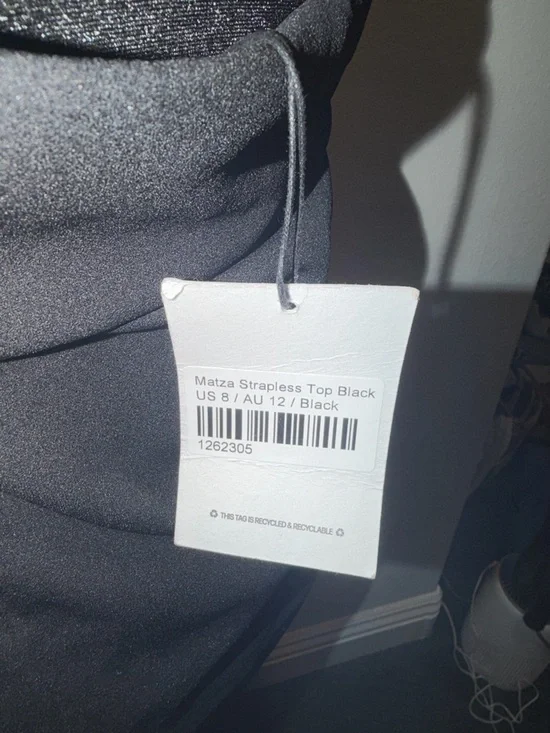 Matza Strapless Top Black
US 8 / AU 12 / Black
1262305
♻ THIS TAG IS RECYCLED & RECYCLABLE ♻